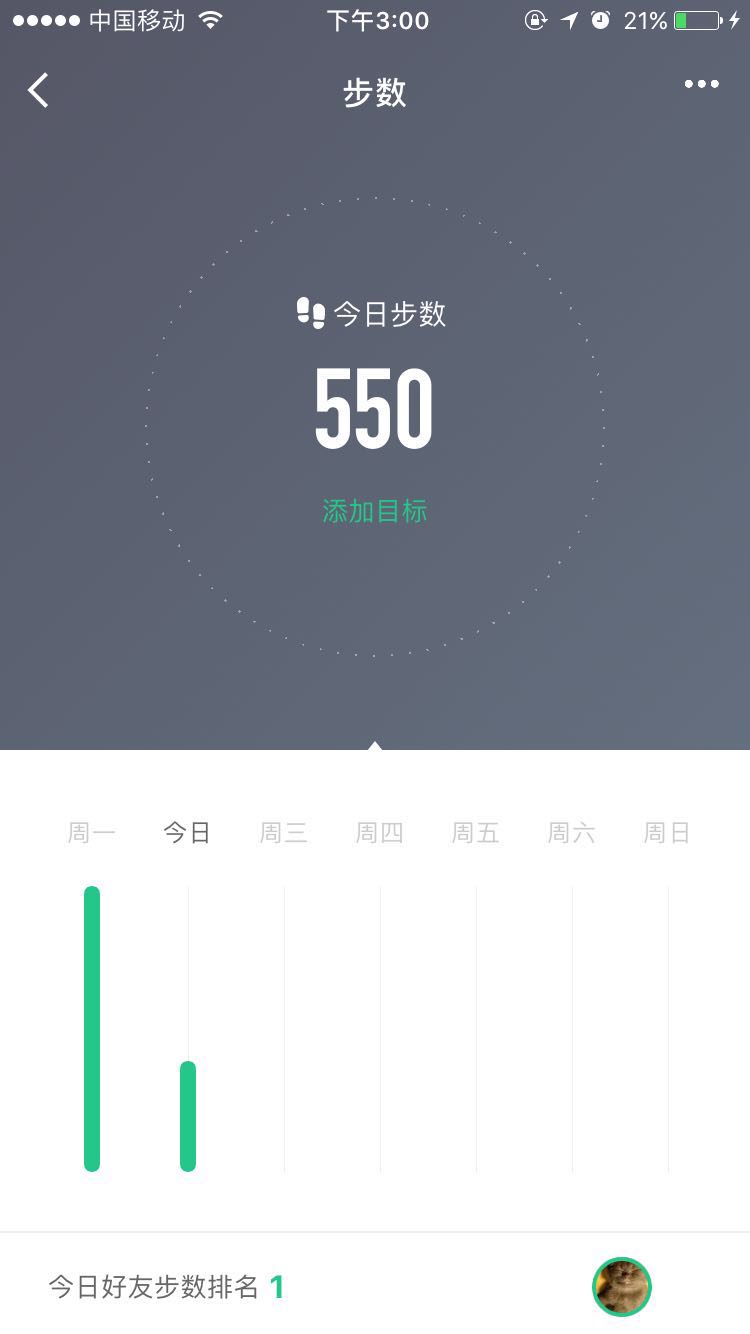 中国移动 下午3:00 21%
步数
今日步数
550
添加目标
周一 今日 周三 周四 周五 周六 周日
今日好友步数排名 1